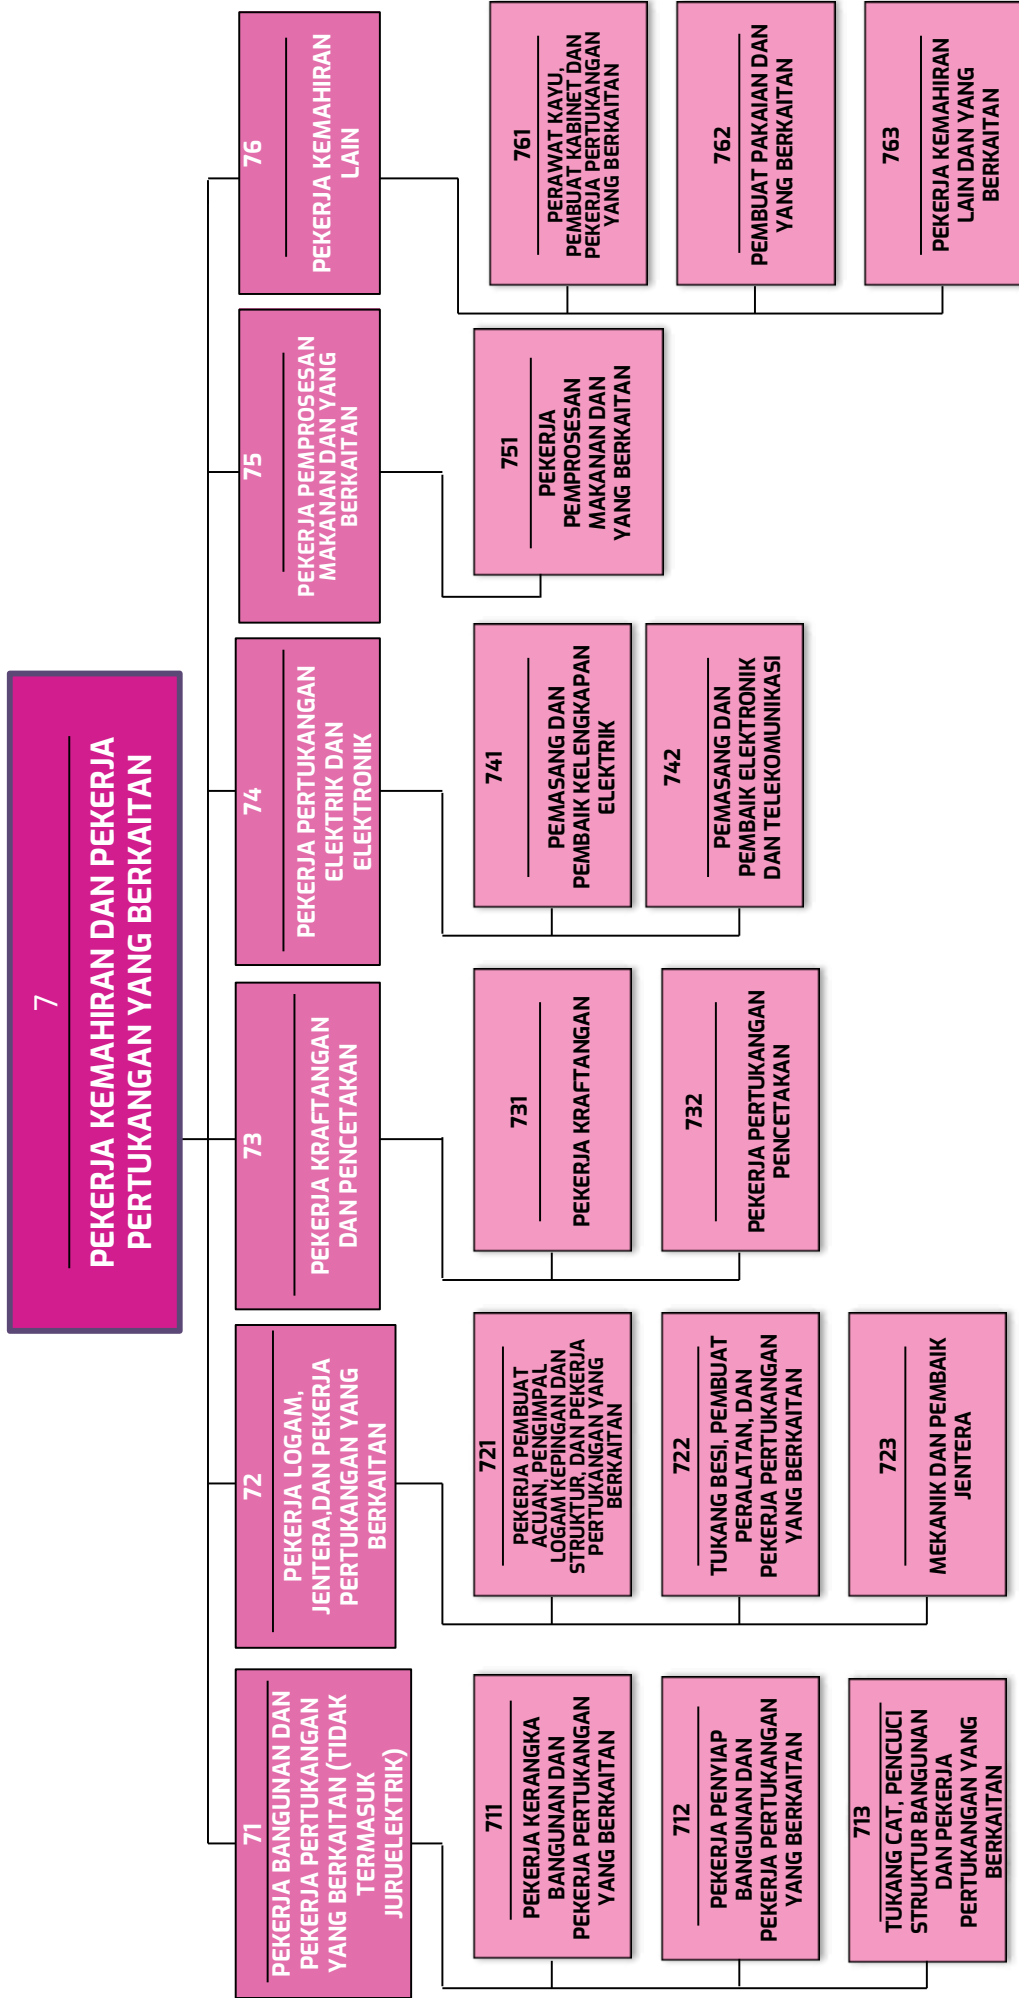 7
PEKERJA KEMAHIRAN DAN PEKERJA
PERTUKANGAN YANG BERKAITAN
71
PEKERJA BANGUNAN DAN
PEKERJA PERTUKANGAN
YANG BERKAITAN (TIDAK
TERMASUK
JURUELEKTRIK)
72
PEKERJA LOGAM,
JENTERA,DAN PEKERJA
PERTUKANGAN YANG
BERKAITAN
73
PEKERJA KRAFTANGAN
DAN PENCETAKAN
74
PEKERJA PERTUKANGAN
ELEKTRIK DAN
ELEKTRONIK
75
PEKERJA PEMPROSESAN
MAKANAN DAN YANG
BERKAITAN
76
PEKERJA KEMAHIRAN
LAIN
711
PEKERJA KERANGKA
BANGUNAN DAN
PEKERJA PERTUKANGAN
YANG BERKAITAN
712
PEKERJA PENYIAP
BANGUNAN DAN
PEKERJA PERTUKANGAN
YANG BERKAITAN
713
TUKANG CAT, PENCUCI
STRUKTUR BANGUNAN
DAN PEKERJA
PERTUKANGAN YANG
BERKAITAN
721
PEKERJA PEMBUAT
ACUAN, PENGIMPAL
LOGAM KEPINGAN DAN
STRUKTUR, DAN PEKERJA
PERTUKANGAN YANG
BERKAITAN
722
TUKANG BESI, PEMBUAT
PERALATAN, DAN
PEKERJA PERTUKANGAN
YANG BERKAITAN
723
MEKANIK DAN PEMBAIK
JENTERA
731
PEKERJA KRAFTANGAN
732
PEKERJA PERTUKANGAN
PENCETAKAN
741
PEMASANG DAN
PEMBAIK KELENGKAPAN
ELEKTRIK
742
PEMASANG DAN
PEMBAIK ELEKTRONIK
DAN TELEKOMUNIKASI
751
PEKERJA
PEMPROSESAN
MAKANAN DAN
YANG BERKAITAN
761
PERAWAT KAYU,
PEMBUAT KABINET DAN
PEKERJA PERTUKANGAN
YANG BERKAITAN
762
PEMBUAT PAKAIAN DAN
YANG BERKAITAN
763
PEKERJA KEMAHIRAN
LAIN DAN YANG
BERKAITAN